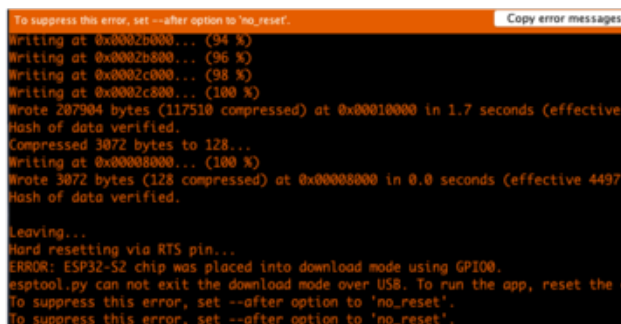 To suppress this error, set --after option to 'no_reset'.
Copy error messages
Writing at 0x0002b000... (94 %)
Writing at 0x0002b800... (96 %)
Writing at 0x0002c000... (98 %)
Writing at 0x0002c800... (100 %)
Wrote 207904 bytes (117510 compressed) at 0x00010000 in 1.7 seconds (effective
Hash of data verified.
Compressed 3072 bytes to 128...
Writing at 0x00008000... (100 %)
Wrote 3072 bytes (128 compressed) at 0x00008000 in 0.0 seconds (effective 4497
Hash of data verified.
Leaving...
Hard resetting via RTS pin...
ERROR: ESP32-S2 chip was placed into download mode using GPIO0.
esptool.py can not exit the download mode over USB. To run the app, reset the
To suppress this error, set --after option to 'no_reset'.
To suppress this error, set --after option to 'no_reset'.